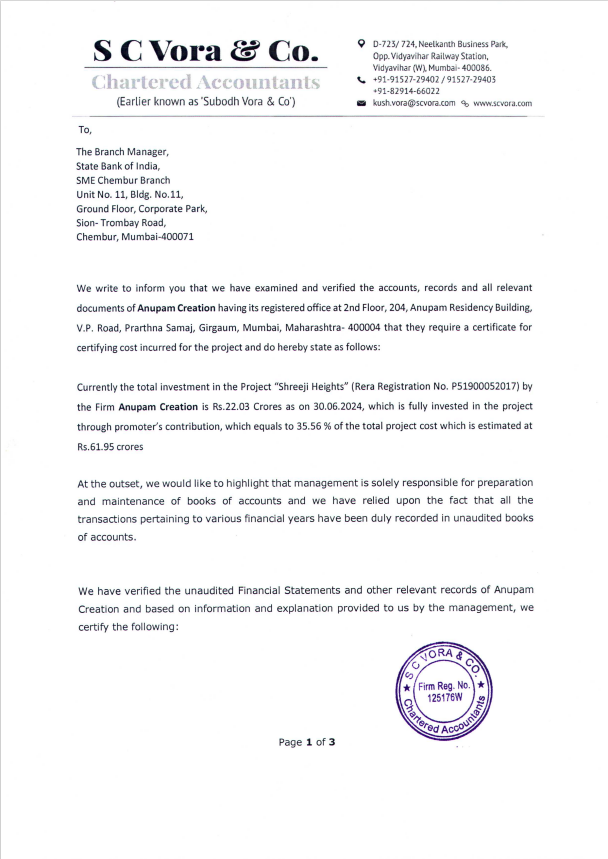 S C Vora & Co.
Chartered Accountants
(Earlier known as 'Subodh Vora & Co')
D-723/ 724, Neelkanth Business Park,
Opp. Vidyavihar Railway Station,
Vidyavihar (W), Mumbai- 400086.
+91-91527-29402 / 91527-29403
+91-82914-66022
kush.vora@scvora.com www.scvora.com
To,
The Branch Manager,
State Bank of India,
SME Chembur Branch
Unit No. 11, Bldg. No.11,
Ground Floor, Corporate Park,
Sion- Trombay Road,
Chembur, Mumbai-400071
We write to inform you that we have examined and verified the accounts, records and all relevant
documents of Anupam Creation having its registered office at 2nd Floor, 204, Anupam Residency Building,
V.P. Road, Prarthna Samaj, Girgaum, Mumbai, Maharashtra- 400004 that they require a certificate for
certifying cost incurred for the project and do hereby state as follows:
Currently the total investment in the Project "Shreeji Heights" (Rera Registration No. P51900052017) by
the Firm Anupam Creation is Rs.22.03 Crores as on 30.06.2024, which is fully invested in the project
through promoter's contribution, which equals to 35.56 % of the total project cost which is estimated at
Rs.61.95 crores
At the outset, we would like to highlight that management is solely responsible for preparation
and maintenance of books of accounts and we have relied upon the fact that all the
transactions pertaining to various financial years have been duly recorded in unaudited books
of accounts.
We have verified the unaudited Financial Statements and other relevant records of Anupam
Creation and based on information and explanation provided to us by the management, we
certify the following:
S C VORA & CO.
Firm Reg. No.
125176W
Chartered Accountants
Page 1 of 3